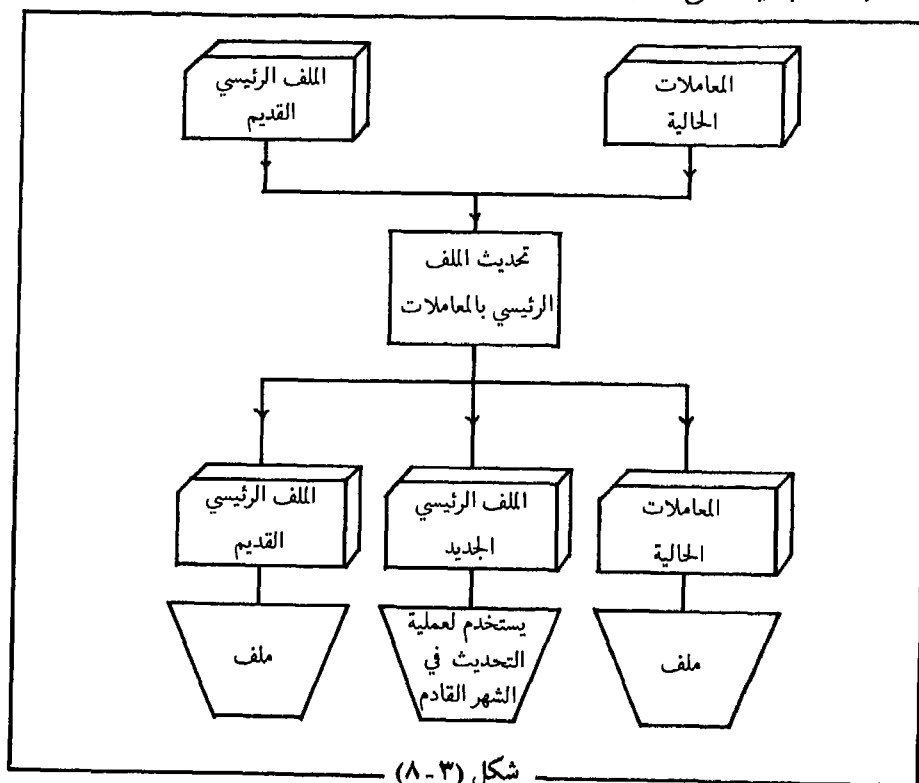 المعاملات
الحالية
الملف الرئيسي
القديم
تحديث الملف
الرئيسي بالمعاملات
المعاملات
الحالية
الملف الرئيسي
الجديد
الملف الرئيسي
القديم
ملف
يستخدم لعملية
التحديث في
الشهر القادم
ملف
شكل (٣ - ٨)